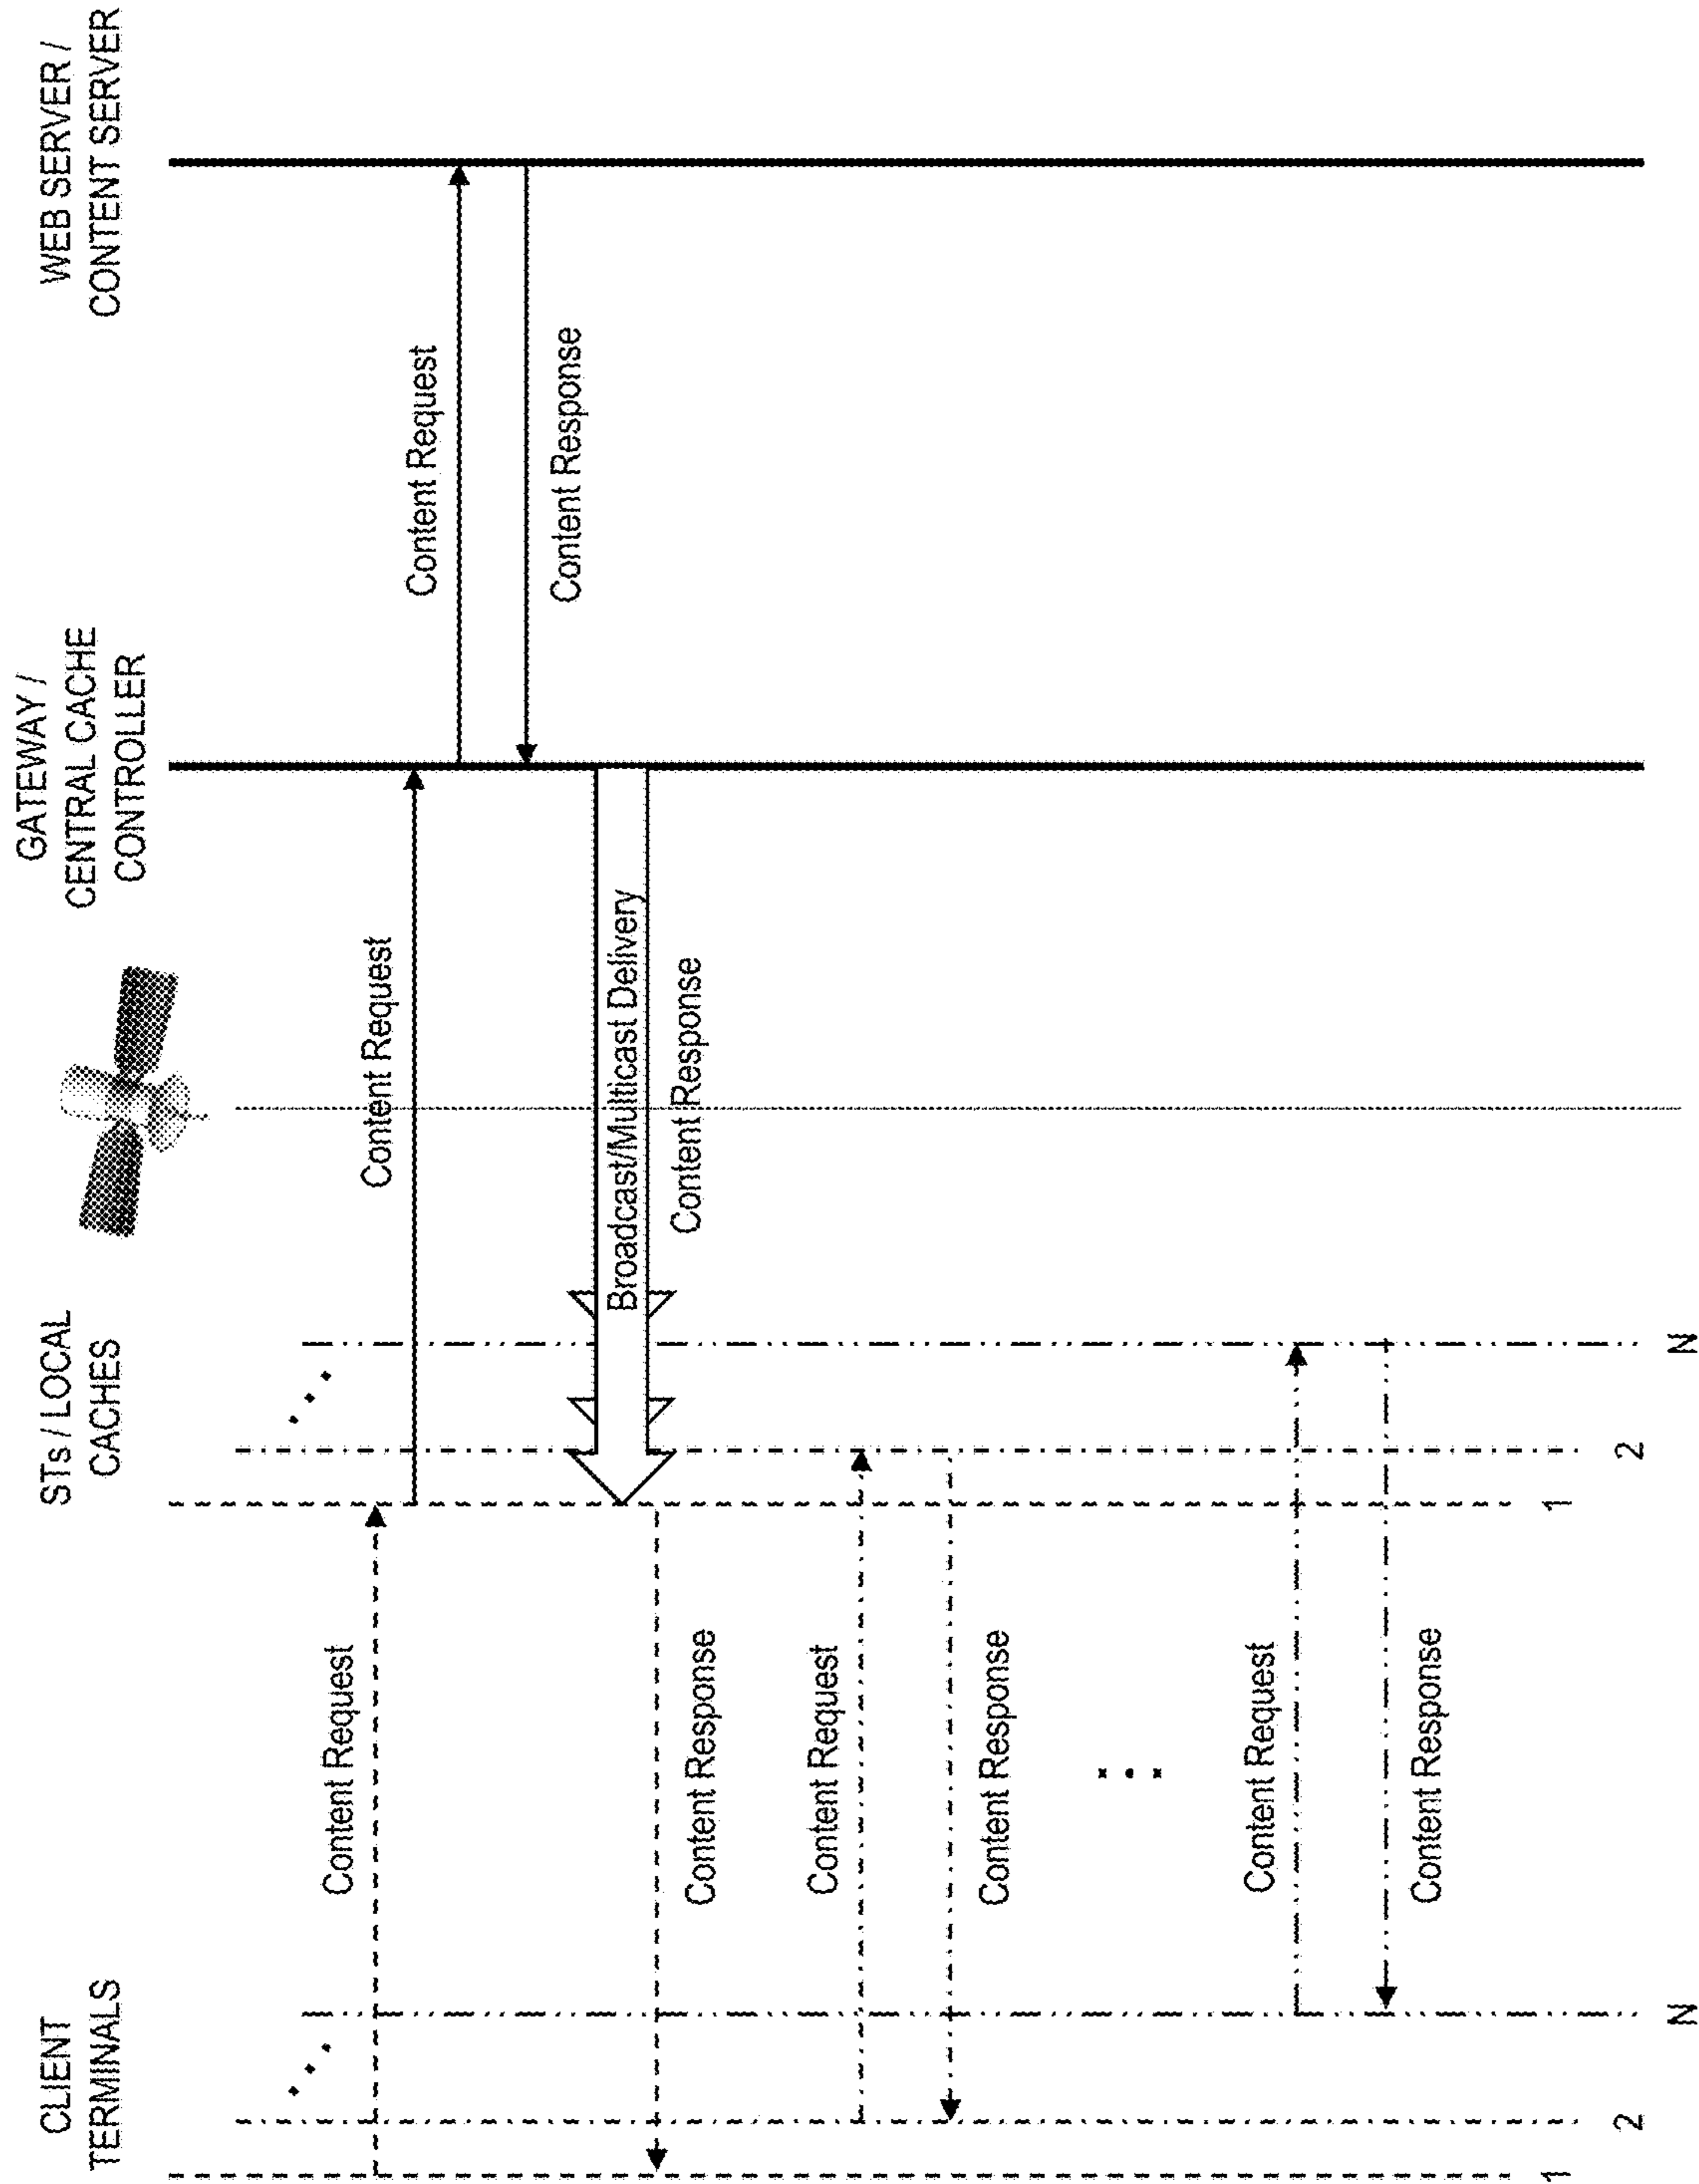 CLIENT
TERMINALS
STs / LOCAL
CACHES
GATEWAY /
CENTRAL CACHE
CONTROLLER
WEB SERVER /
CONTENT SERVER
Content Request
Content Request
Content Request
Content Response
Broadcast/Multicast Delivery
Content Response
Content Response
Content Request
Content Response
Content Request
Content Response
1
2
N
1
2
N